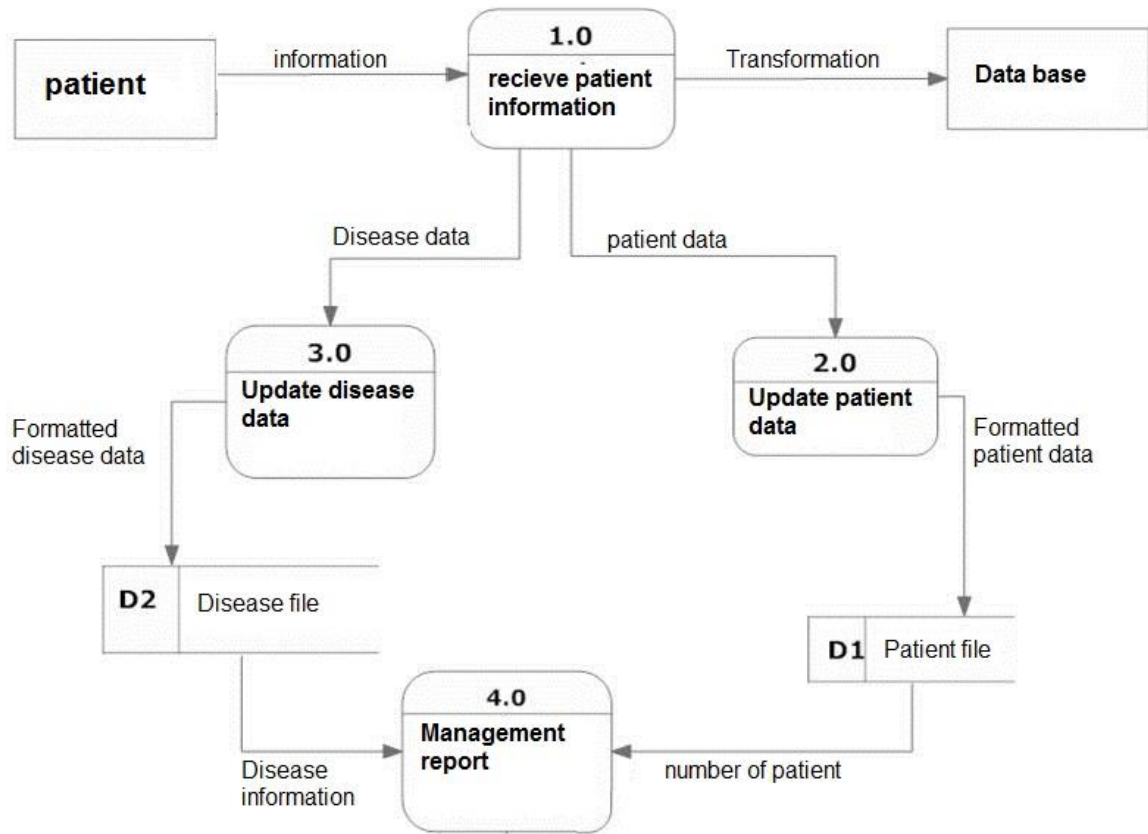 patient
information
1.0
recieve patient
information
Transformation
Data base
Disease data
patient data
3.0
Update disease
data
2.0
Update patient
data
Formatted
disease data
Formatted
patient data
D2
Disease file
D1
Patient file
4.0
Management
report
Disease
information
number of patient